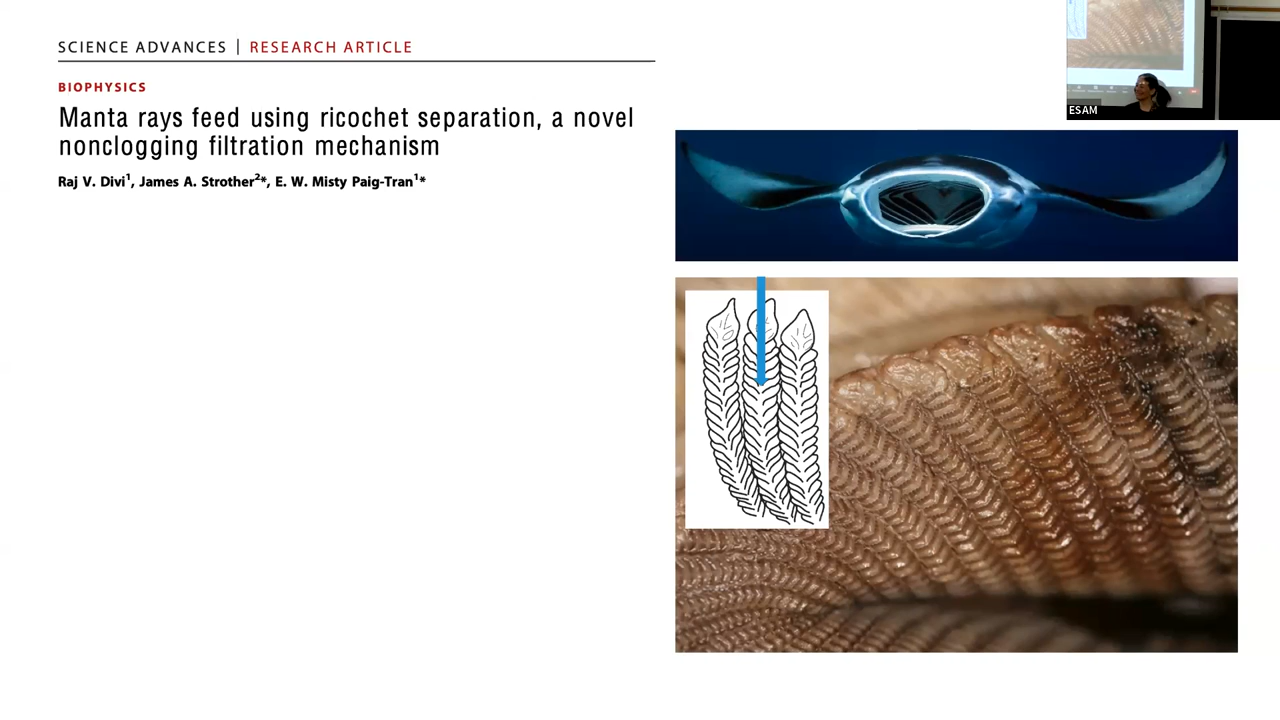 SCIENCE ADVANCES | RESEARCH ARTICLE
BIOPHYSICS
Manta rays feed using ricochet separation, a novel
nonclogging filtration mechanism
Raj V. Divi1, James A. Strother2*, E. W. Misty Paig-Tran1*
ESAM